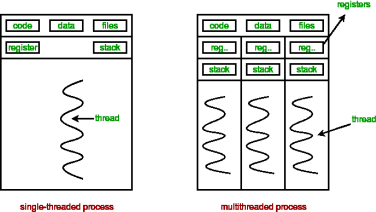 registers
code data files code data files
register stack reg.. reg.. reg..
stack stack stack
thread thread
single-threaded process multithreaded process